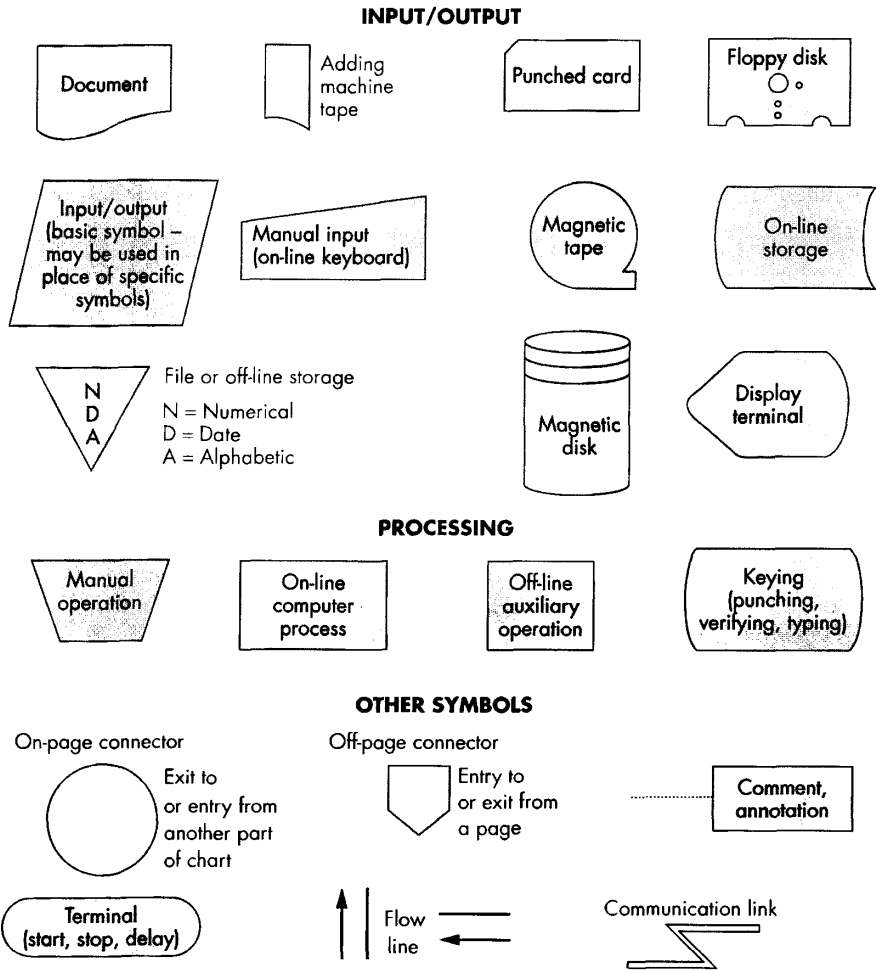 INPUT/OUTPUT
Document
Adding
machine
tape
Punched card
Floppy disk
Input/output
(basic symbol –
may be used in
place of specific
symbols)
Manual input
(on-line keyboard)
Magnetic
tape
On-line
storage
N
D
A
File or off-line storage
N = Numerical
D = Date
A = Alphabetic
Magnetic
disk
Display
terminal
PROCESSING
Manual
operation
On-line
computer
process
Off-line
auxiliary
operation
Keying
(punching,
verifying, typing)
OTHER SYMBOLS
On-page connector
Exit to
or entry from
another part
of chart
Off-page connector
Entry to
or exit from
a page
Comment,
annotation
Terminal
(start, stop, delay)
Flow
line
Communication link